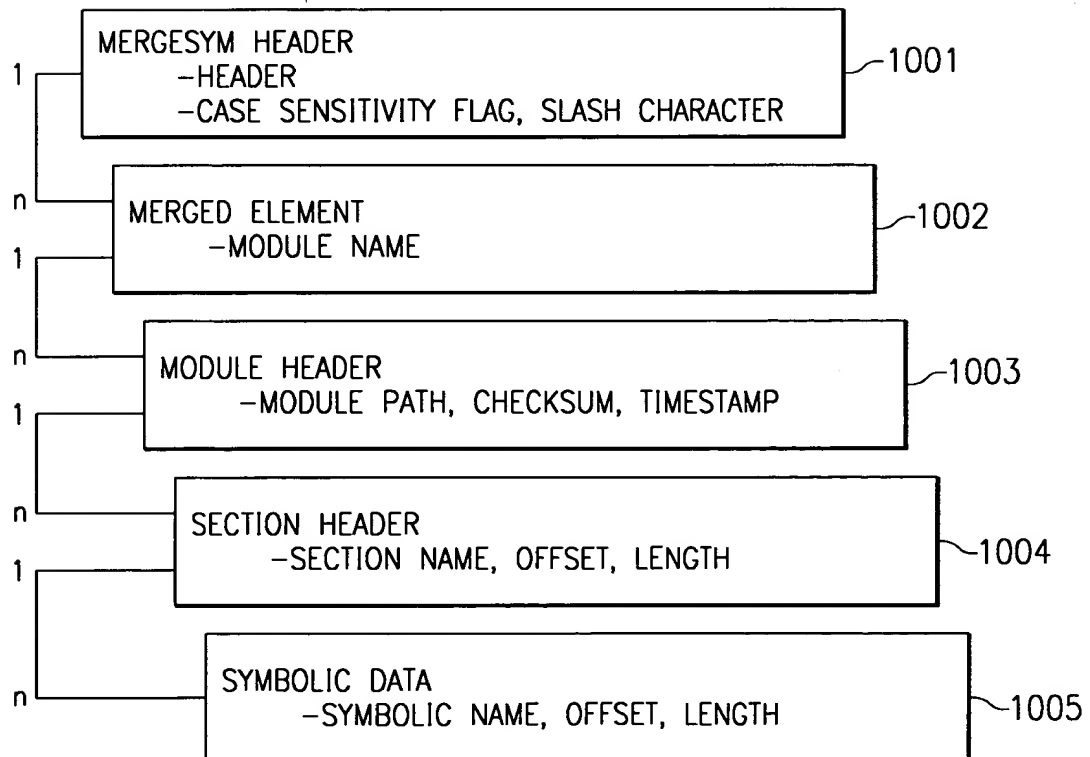 MERGESYM HEADER
-HEADER
-CASE SENSITIVITY FLAG, SLASH CHARACTER
1001
1
n
MERGED ELEMENT
-MODULE NAME
1002
1
n
MODULE HEADER
-MODULE PATH, CHECKSUM, TIMESTAMP
1003
1
n
SECTION HEADER
-SECTION NAME, OFFSET, LENGTH
1004
1
n
SYMBOLIC DATA
-SYMBOLIC NAME, OFFSET, LENGTH
1005